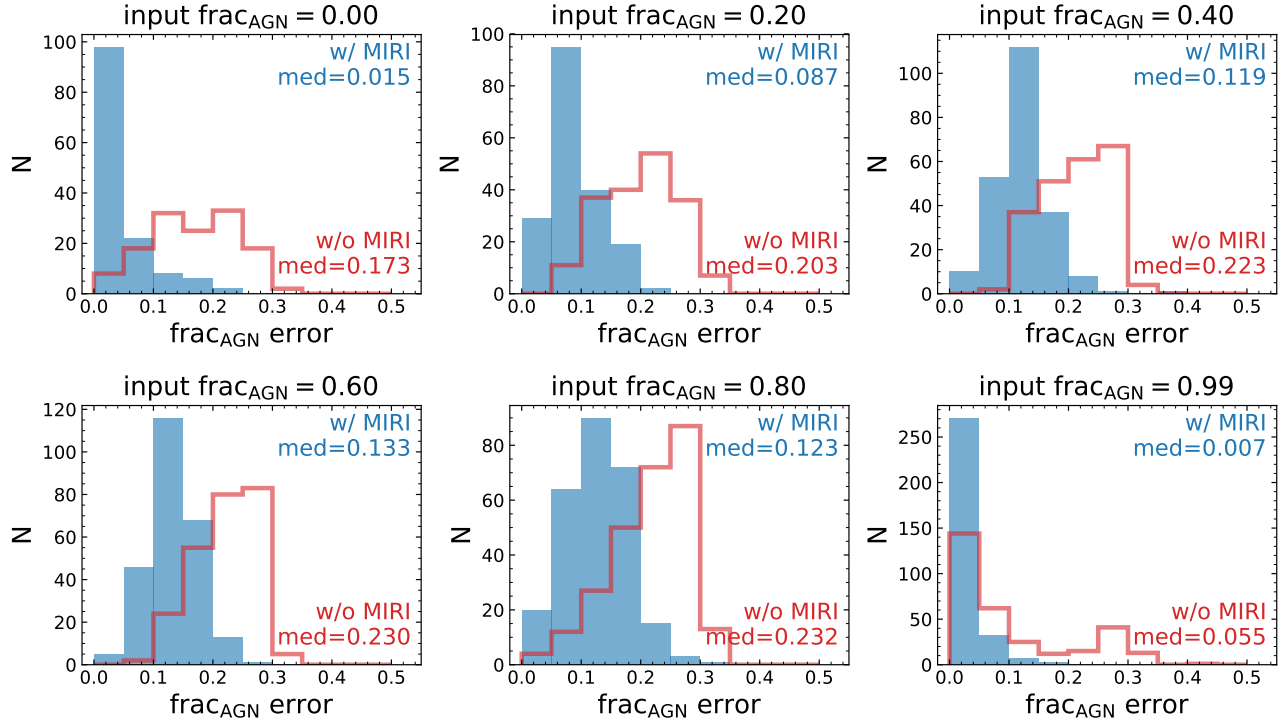 input frac_AGN = 0.00
100
80
60
40
20
0
N
w/ MIRI
med=0.015
w/o MIRI
med=0.173
0.0 0.1 0.2 0.3 0.4 0.5
frac_AGN error
input frac_AGN = 0.20
100
80
60
40
20
0
N
w/ MIRI
med=0.087
w/o MIRI
med=0.203
0.0 0.1 0.2 0.3 0.4 0.5
frac_AGN error
input frac_AGN = 0.40
100
80
60
40
20
0
N
w/ MIRI
med=0.119
w/o MIRI
med=0.223
0.0 0.1 0.2 0.3 0.4 0.5
frac_AGN error
input frac_AGN = 0.60
120
100
80
60
40
20
0
N
w/ MIRI
med=0.133
w/o MIRI
med=0.230
0.0 0.1 0.2 0.3 0.4 0.5
frac_AGN error
input frac_AGN = 0.80
80
60
40
20
0
N
w/ MIRI
med=0.123
w/o MIRI
med=0.232
0.0 0.1 0.2 0.3 0.4 0.5
frac_AGN error
input frac_AGN = 0.99
250
200
150
100
50
0
N
w/ MIRI
med=0.007
w/o MIRI
med=0.055
0.0 0.1 0.2 0.3 0.4 0.5
frac_AGN error